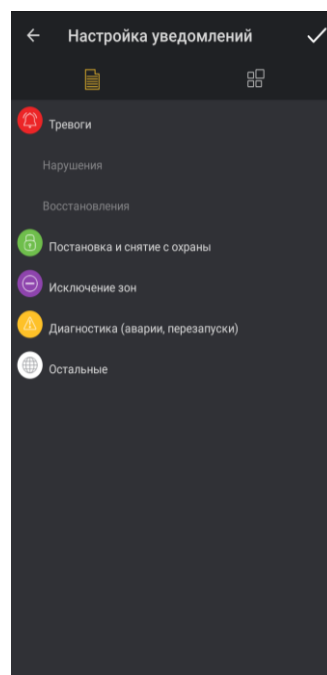 Настройка уведомлений
Тревоги
Нарушения
Восстановления
Постановка и снятие с охраны
Исключение зон
Диагностика (аварии, перезапуски)
Остальные